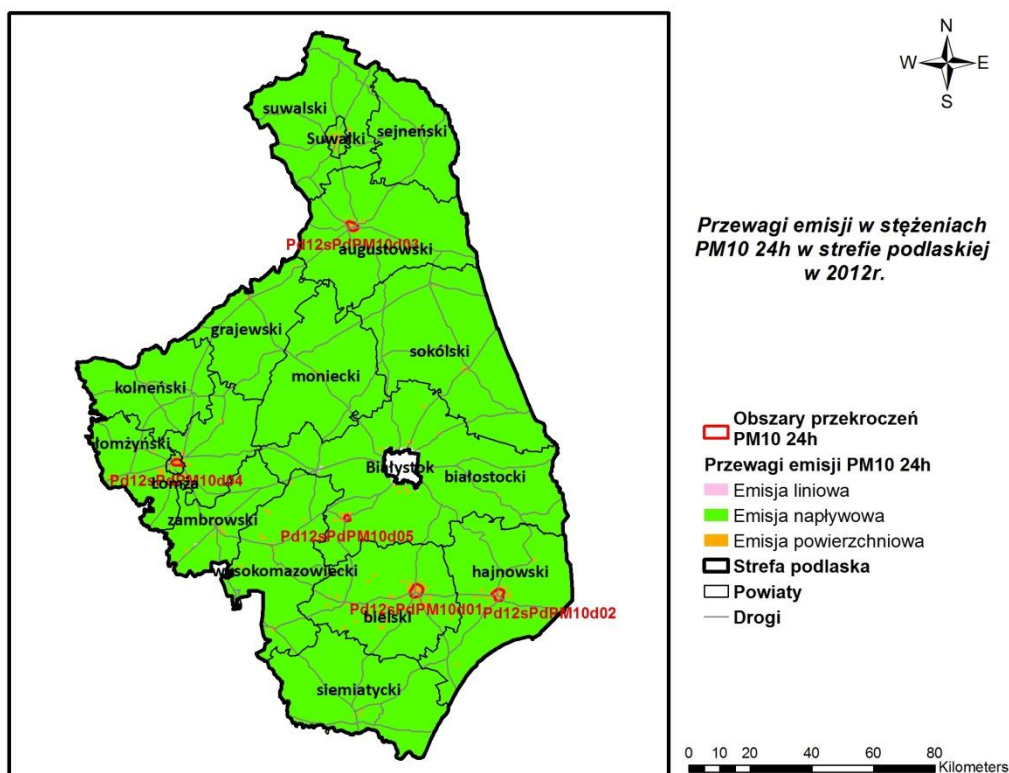 N
W E
S
suwalski
Suwałki
sejneński
Pd12sPdPM10d03
augustowski
Przewagi emisji w stężeniach
PM10 24h w strefie podlaskiej
w 2012r.
grajewski
sokólski
moniecki
kolneński
łomżyński
Pd12sPdPM10d04
Łomża
Białystok
białostocki
zambrowski
Pd12sPdPM10d05
wysokomazowiecki
hajnowski
Pd12sPdPM10d01
Pd12sPdPM10d02
bielski
siemiatycki
Obszary przekroczeń
PM10 24h
Przewagi emisji PM10 24h
Emisja liniowa
Emisja napływowa
Emisja powierzchniowa
Strefa podlaska
Powiaty
Drogi
0 5 10 20 40 60 80
Kilometers